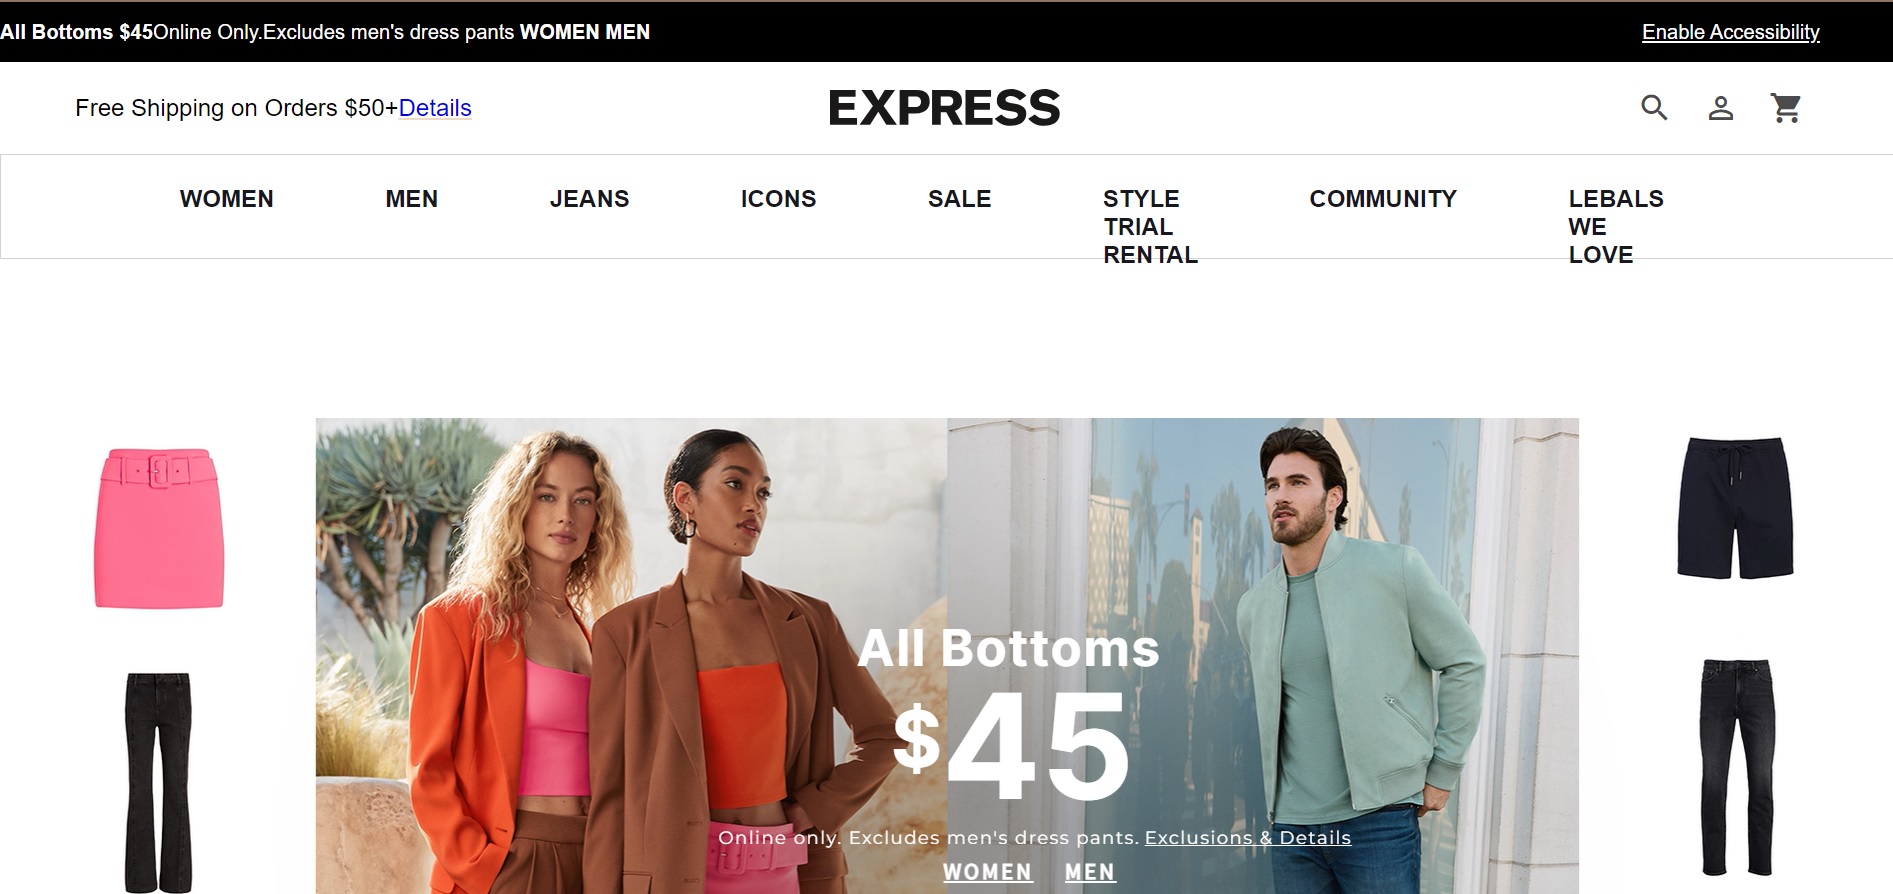 All Bottoms $45Online Only.Excludes men's dress pants WOMEN MEN
Enable Accessibility
Free Shipping on Orders $50+Details
EXPRESS
WOMEN
MEN
JEANS
ICONS
SALE
STYLE
TRIAL
RENTAL
COMMUNITY
LEBALS
WE
LOVE
All Bottoms
$45
Online only. Excludes men's dress pants. Exclusions & Details
WOMEN MEN